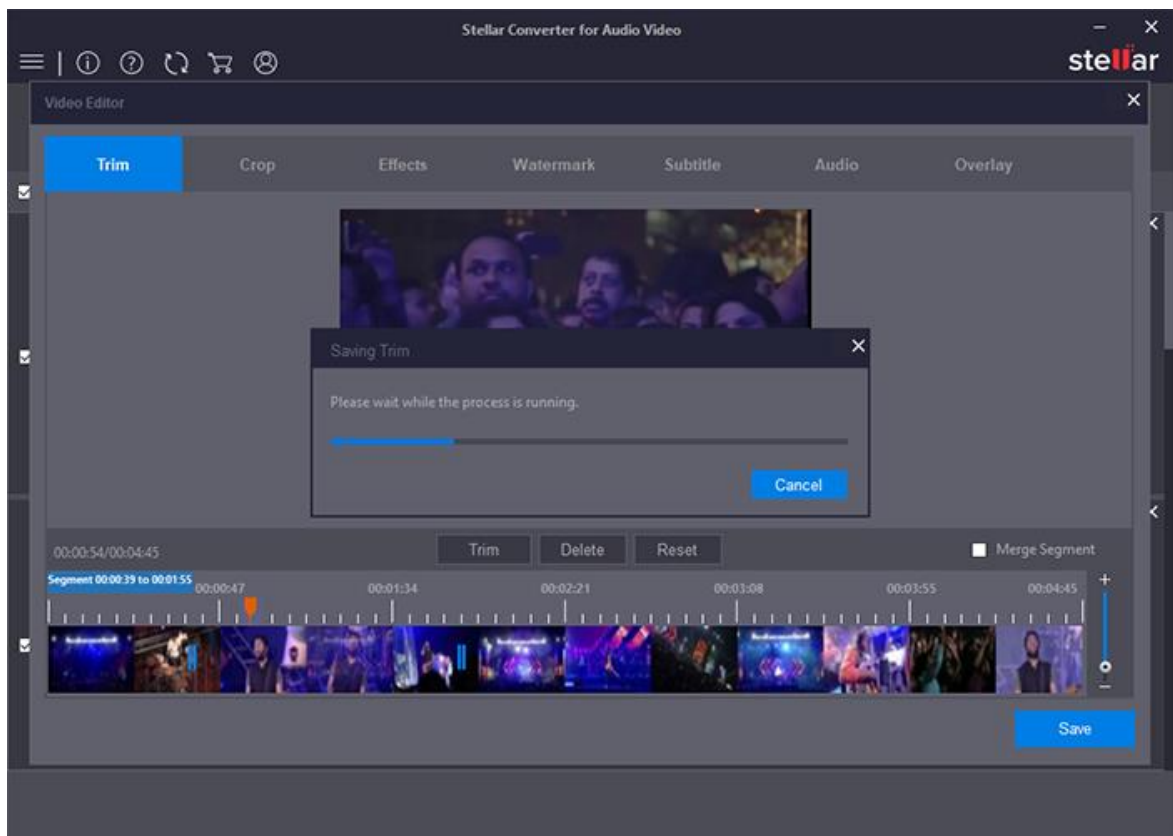 Stellar Converter for Audio Video
stellar
Video Editor
Trim Crop Effects Watermark Subtitle Audio Overlay
Saving Trim
Please wait while the process is running.
Cancel
00:00:54/00:04:45 Trim Delete Reset Merge Segment
Segment 00:00:39 to 00:01:55 00:00:47 00:01:34 00:02:21 00:03:08 00:03:55 00:04:45
Save